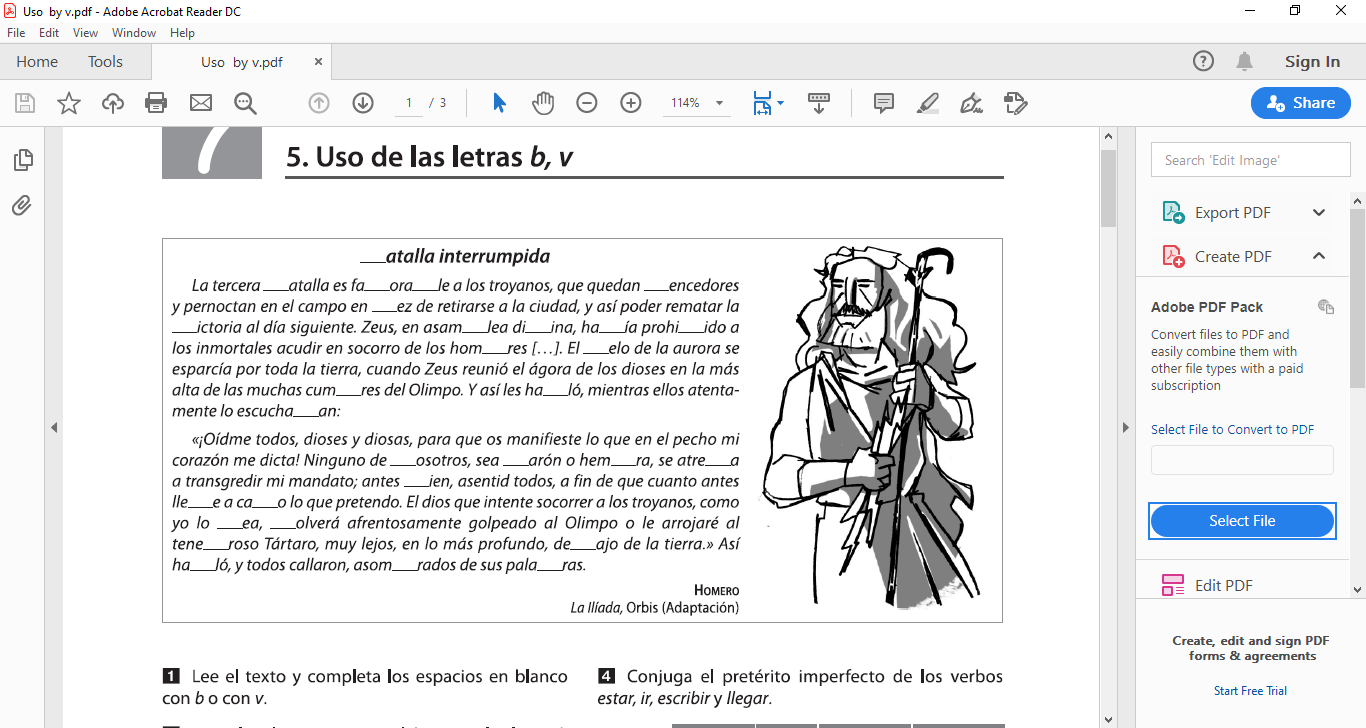 Uso by v.pdf - Adobe Acrobat Reader DC
File Edit View Window Help
Home Tools Uso by v.pdf × Sign In
1 / 3 114% Share
5. Uso de las letras b, v
___atalla interrumpida
La tercera ___atalla es fa___ora___le a los troyanos, que quedan ___encedores
y pernoctan en el campo en ___ez de retirarse a la ciudad, y así poder rematar la
___ictoria al día siguiente. Zeus, en asam___lea di___ina, ha___ía prohi___ido a
los inmortales acudir en socorro de los hom___res […]. El ___elo de la aurora se
esparcía por toda la tierra, cuando Zeus reunió el ágora de los dioses en la más
alta de las muchas cum___res del Olimpo. Y así les ha___ló, mientras ellos atenta-
mente lo escucha___an:
«¡Oídme todos, dioses y diosas, para que os manifieste lo que en el pecho mi
corazón me dicta! Ninguno de ___osotros, sea ___arón o hem___ra, se atre___a
a transgredir mi mandato; antes ___ien, asentid todos, a fin de que cuanto antes
lle___e a ca___o lo que pretendo. El dios que intente socorrer a los troyanos, como
yo lo ___ea, ___olverá afrentosamente golpeado al Olimpo o le arrojaré al
tene___roso Tártaro, muy lejos, en lo más profundo, de___ajo de la tierra.» Así
ha___ló, y todos callaron, asom___rados de sus pala___ras.
HOMERO
La Ilíada, Orbis (Adaptación)
1 Lee el texto y completa los espacios en blanco
con b o con v.
4 Conjuga el pretérito imperfecto de los verbos
estar, ir, escribir y llegar.
Search 'Edit Image'
Export PDF
Create PDF
Adobe PDF Pack
Convert files to PDF and
easily combine them with
other file types with a paid
subscription
Select File to Convert to PDF
Select File
Edit PDF
Create, edit and sign PDF
forms & agreements
Start Free Trial